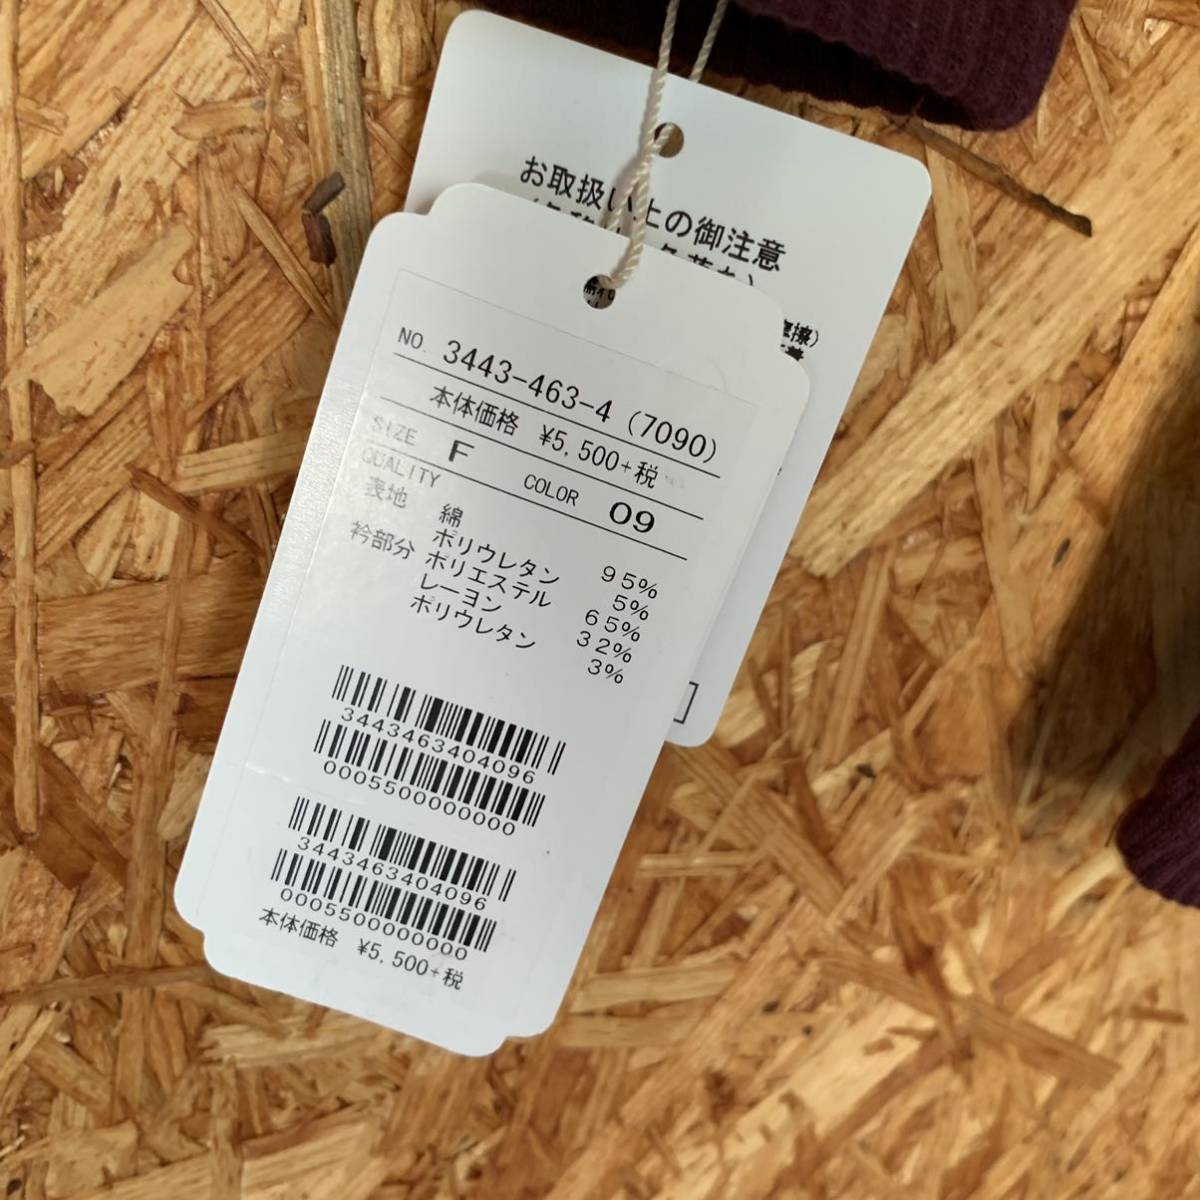 お取扱い上の御注意
NO. 3443-463-4 (7090)
本体価格 ¥5,500+税
SIZE F COLOR 09
QUALITY
表地 綿 95%
ポリウレタン 5%
衿部分 ポリエステル 65%
レーヨン 32%
ポリウレタン 3%
3443463404096
0005500000000
3443463404096
0005500000000
本体価格 ¥5,500+税